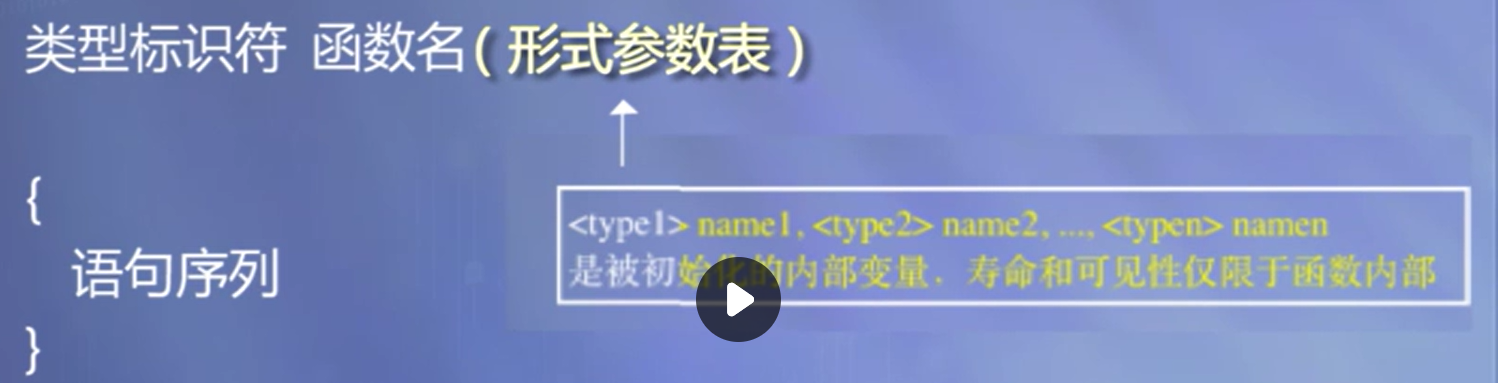 类型标识符 函数名(形式参数表)
{
<type1> name1, <type2> name2, ..., <typen> namen
是被初始化的内部变量，寿命和可见性仅限于函数内部
语句序列
}